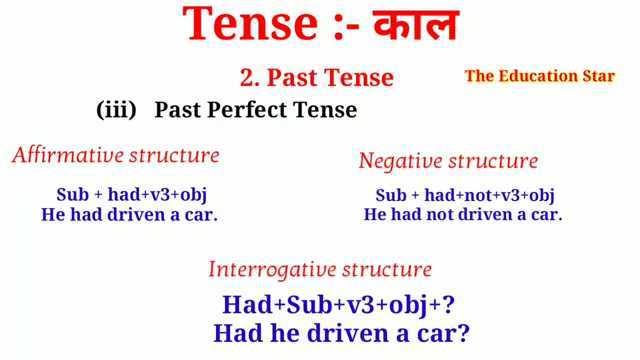 Tense :- काल
2. Past Tense
The Education Star
(iii) Past Perfect Tense
Affirmative structure
Sub + had+v3+obj
He had driven a car.
Negative structure
Sub + had+not+v3+obj
He had not driven a car.
Interrogative structure
Had+Sub+v3+obj+?
Had he driven a car?